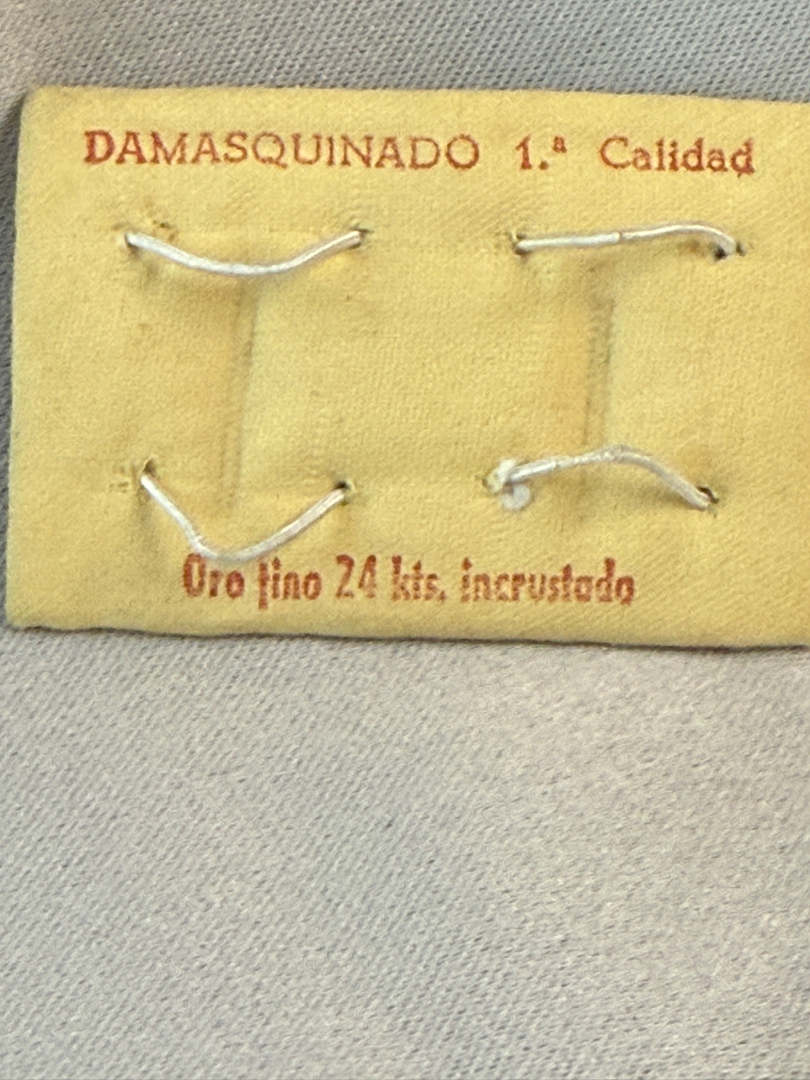 DAMASQUINADO 1.ª Calidad
Oro fino 24 kts. incrustado